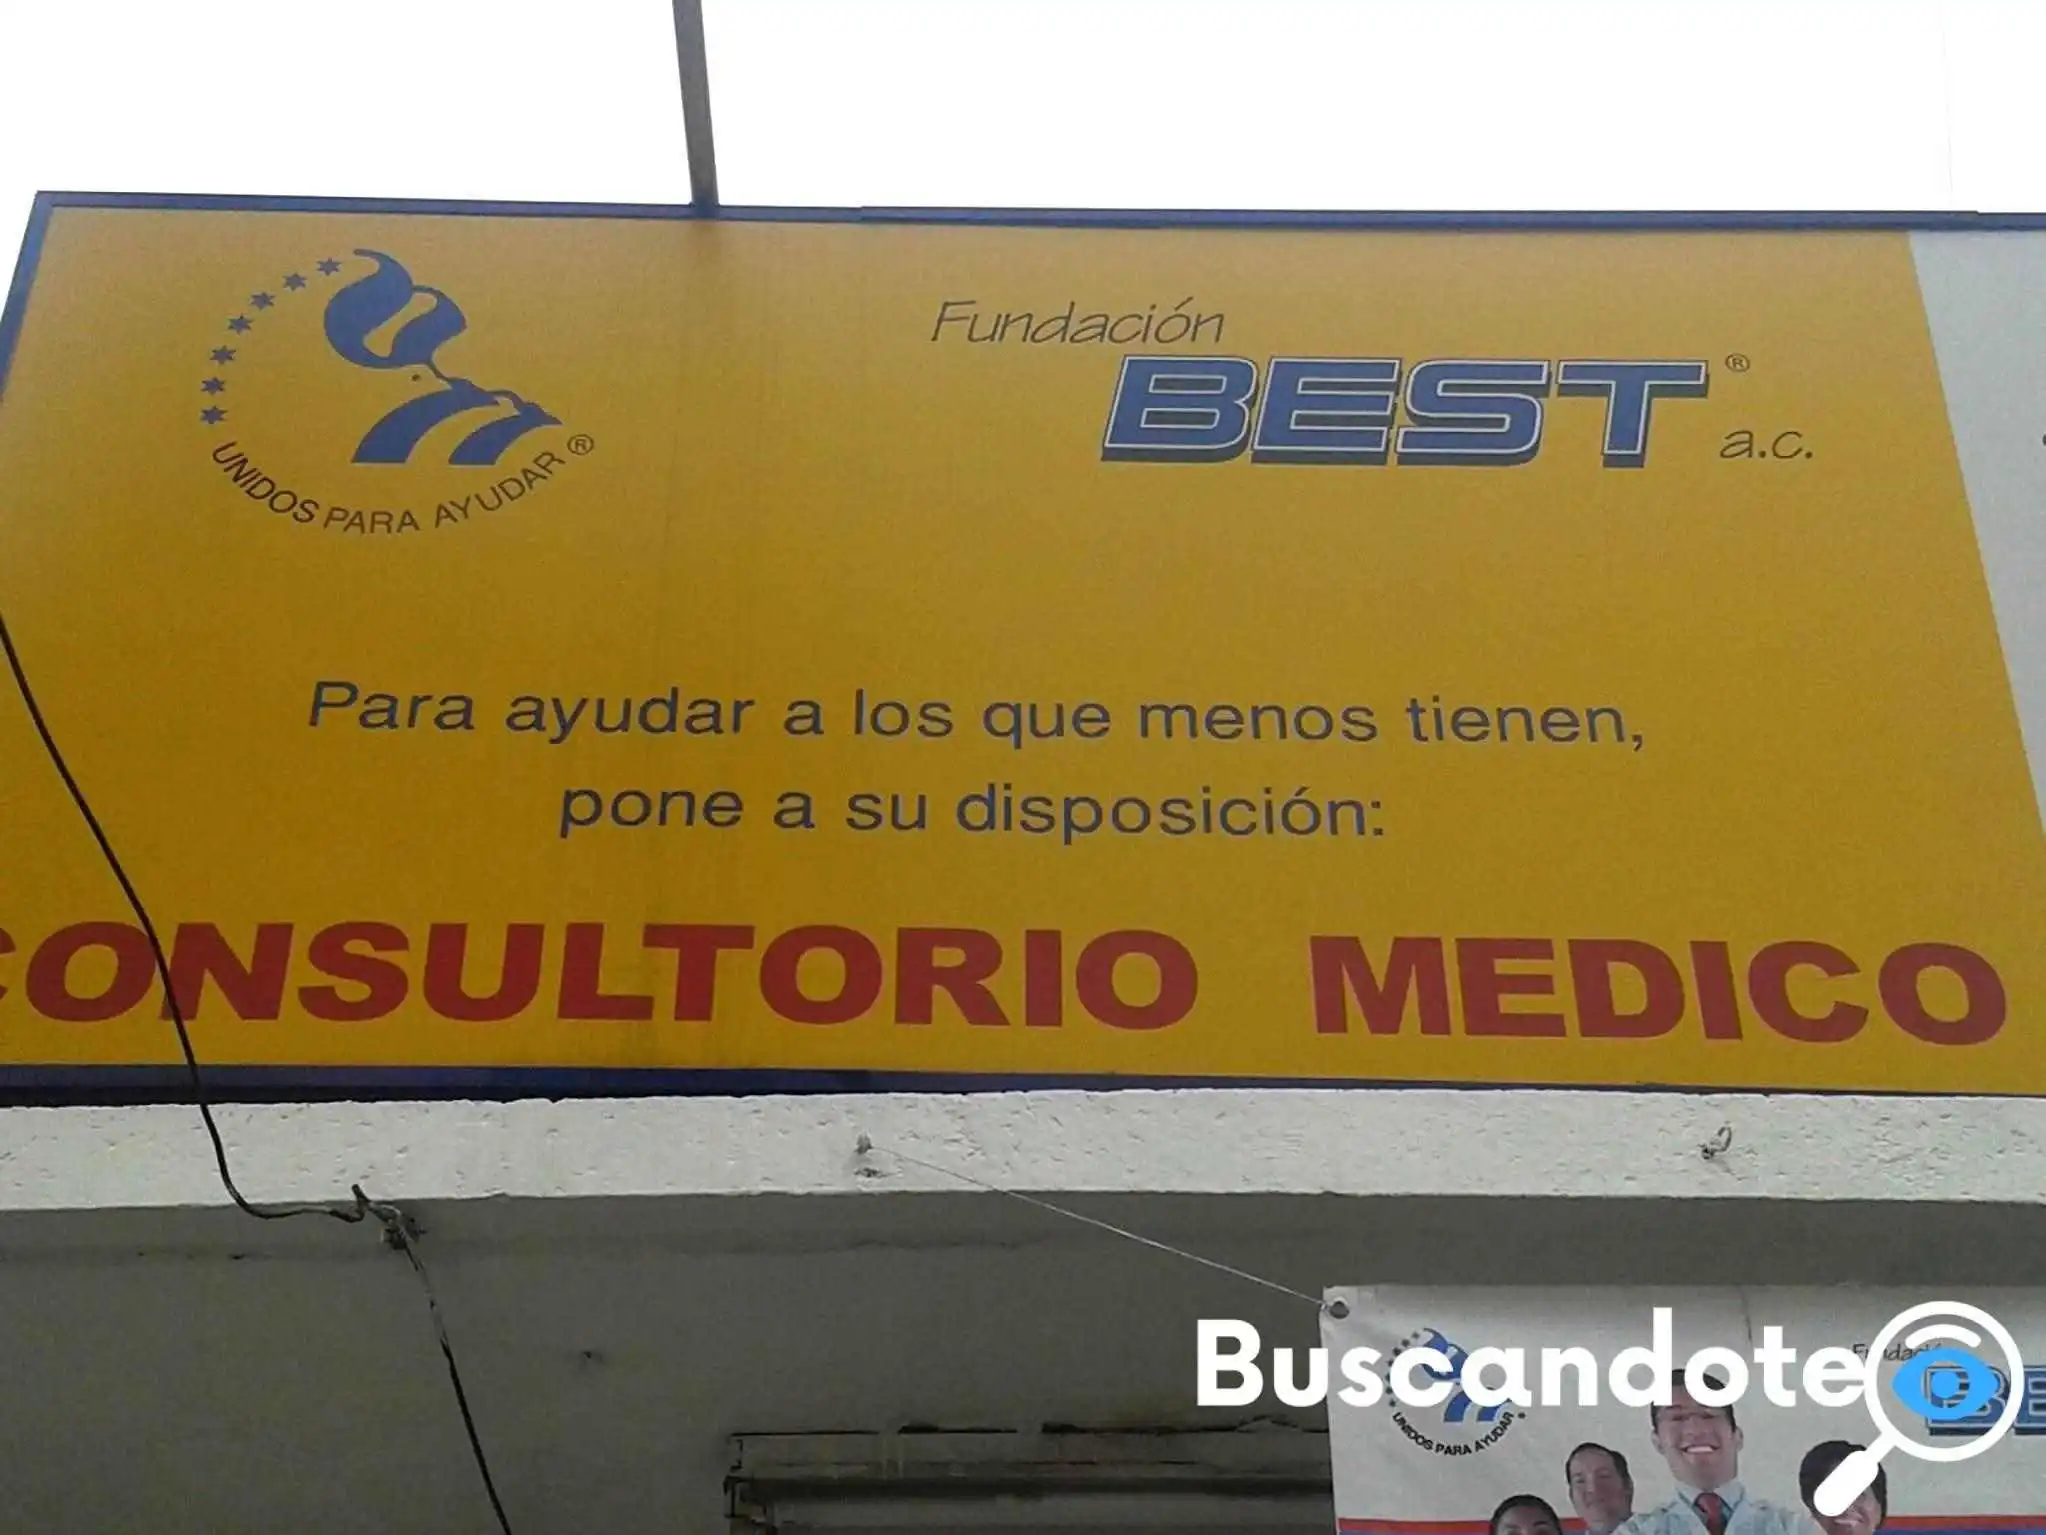 UNIDOS PARA AYUDAR ®
Fundación
BEST ®
a.c.
Para ayudar a los que menos tienen,
pone a su disposición:
CONSULTORIO MEDICO
Buscandote
UNIDOS PARA AYUDAR